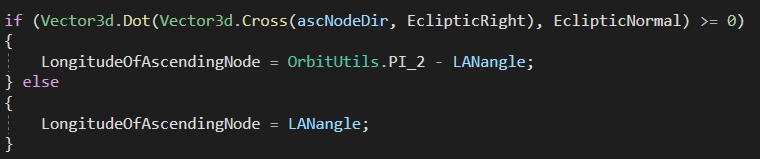 if (Vector3d.Dot(Vector3d.Cross(ascNodeDir, EclipticRight), EclipticNormal) >= 0)
{
    LongitudeOfAscendingNode = OrbitUtils.PI_2 - LANangle;
} else
{
    LongitudeOfAscendingNode = LANangle;
}